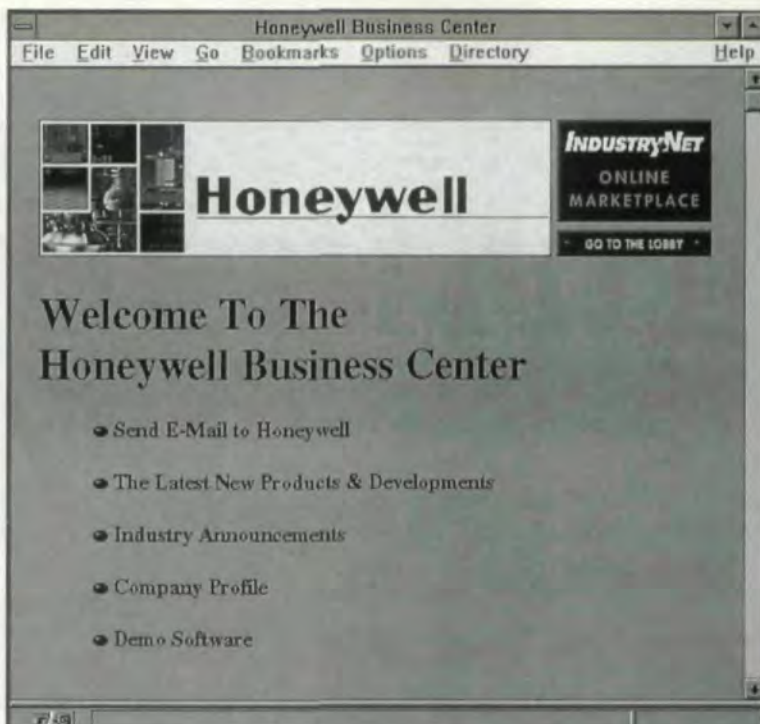 Honeywell Business Center
File Edit View Go Bookmarks Options Directory Help
Honeywell
INDUSTRYNET
ONLINE
MARKETPLACE
GO TO THE LOBBY
Welcome To The
Honeywell Business Center
Send E-Mail to Honeywell
The Latest New Products & Developments
Industry Announcements
Company Profile
Demo Software